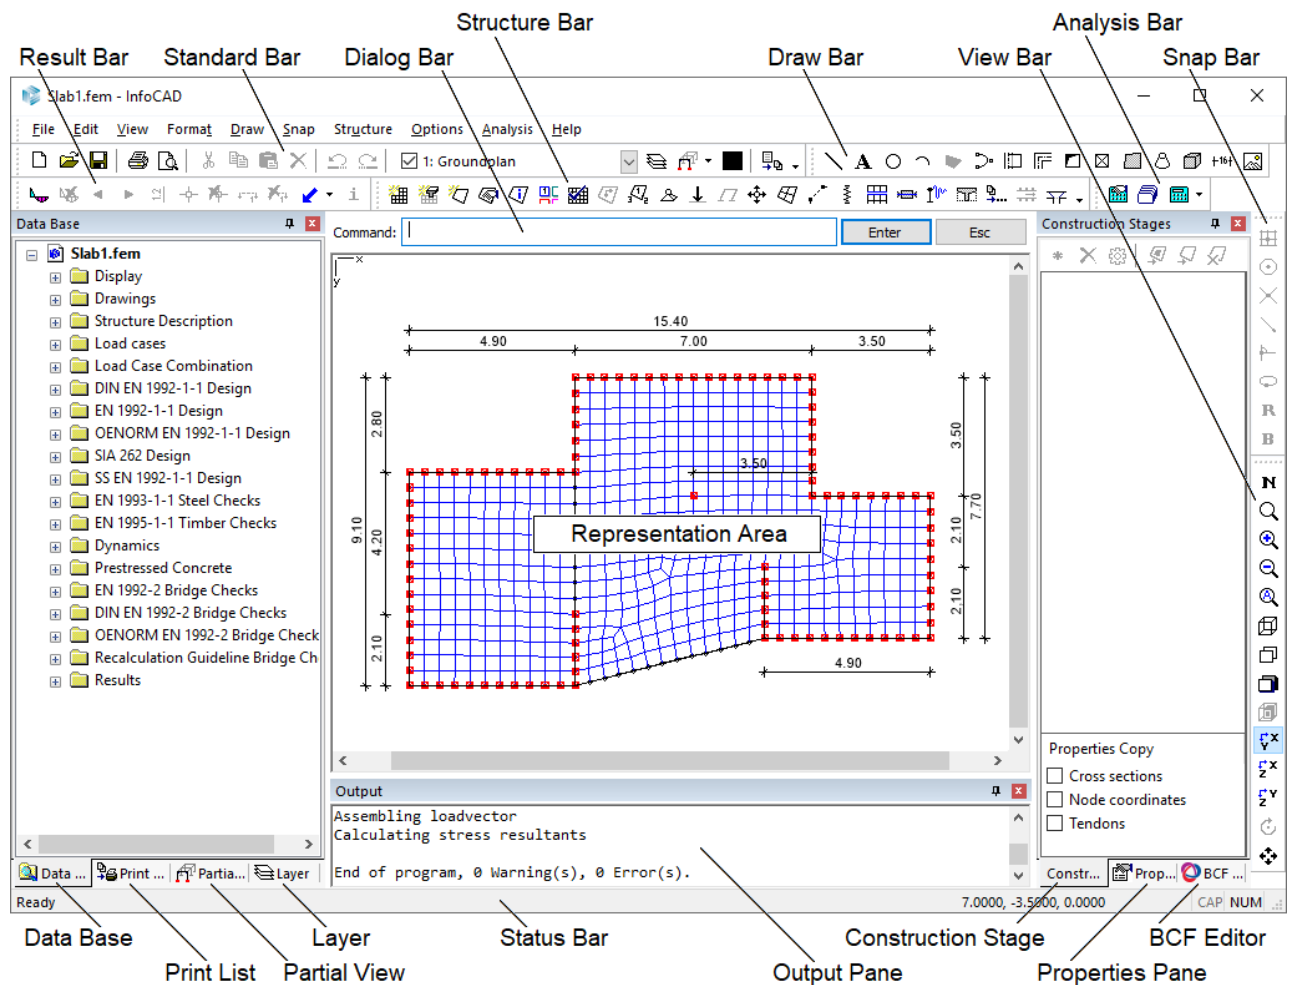 Structure Bar
Analysis Bar
Result Bar
Standard Bar
Dialog Bar
Draw Bar
View Bar
Snap Bar
Slab1.fem - InfoCAD
File Edit View Format Draw Snap Structure Options Analysis Help
1: Groundplan
Data Base
Command:
Enter
Esc
Construction Stages
Slab1.fem
Display
Drawings
Structure Description
Load cases
Load Case Combination
DIN EN 1992-1-1 Design
EN 1992-1-1 Design
OENORM EN 1992-1-1 Design
SIA 262 Design
SS EN 1992-1-1 Design
EN 1993-1-1 Steel Checks
EN 1995-1-1 Timber Checks
Dynamics
Prestressed Concrete
EN 1992-2 Bridge Checks
DIN EN 1992-2 Bridge Checks
OENORM EN 1992-2 Bridge Check
Recalculation Guideline Bridge Ch
Results
x
y
15.40
4.90
7.00
3.50
2.80
3.50
3.50
7.70
9.10
4.20
2.10
Representation Area
2.10
2.10
4.90
R
B
N
X
Y
X
Z
Y
Z
Properties Copy
Cross sections
Node coordinates
Tendons
Output
Assembling loadvector
Calculating stress resultants
End of program, 0 Warning(s), 0 Error(s).
Data ...
Print ...
Partia...
Layer
Constr...
Prop...
BCF ...
Ready
7.0000, -3.5000, 0.0000
CAP NUM
Data Base
Layer
Status Bar
Construction Stage
BCF Editor
Print List
Partial View
Output Pane
Properties Pane